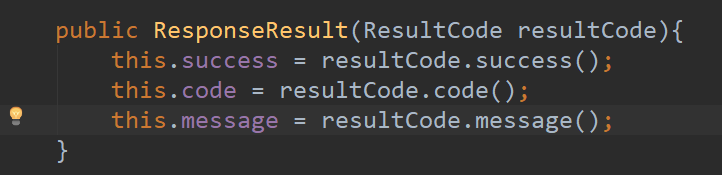 public ResponseResult(ResultCode resultCode){
    this.success = resultCode.success();
    this.code = resultCode.code();
    this.message = resultCode.message();
}